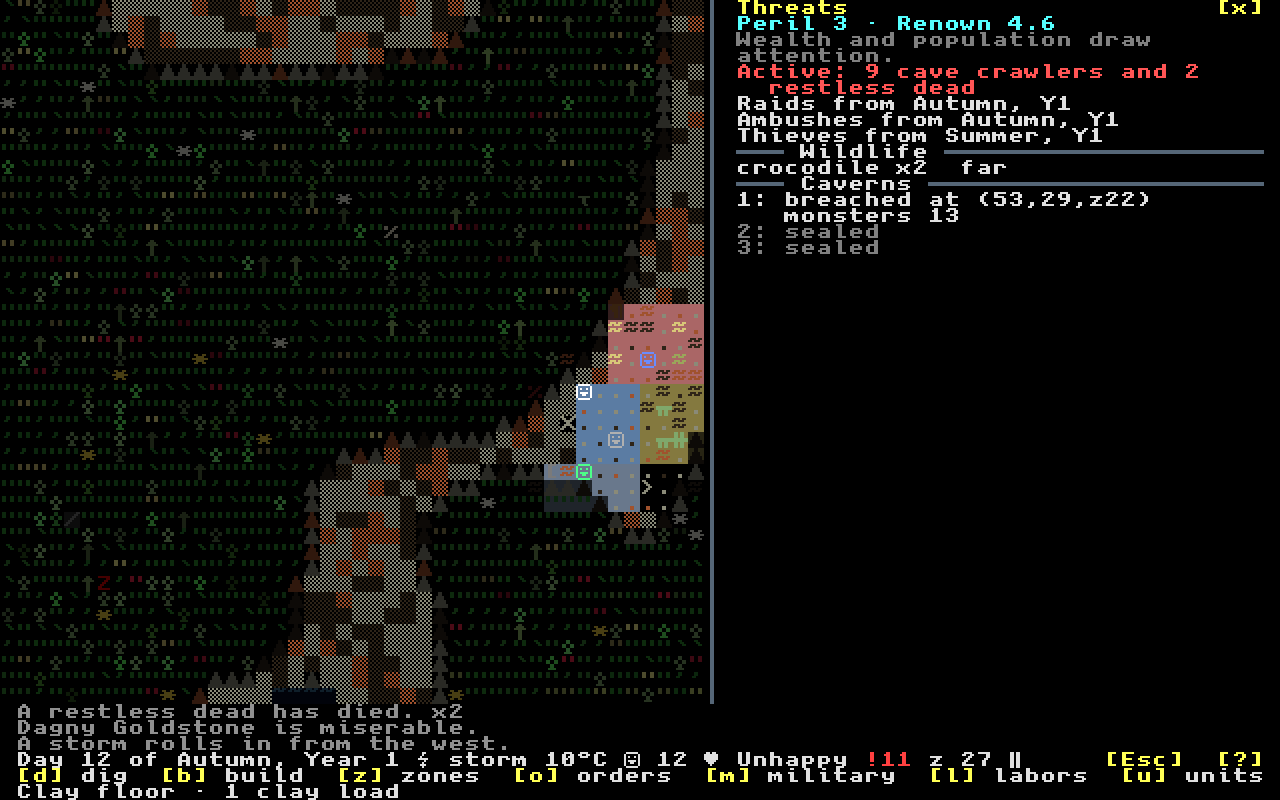 Threats [x]
Peril 3 · Renown 4.6
Wealth and population draw
attention.
Active: 9 cave crawlers and 2
restless dead
Raids from Autumn, Y1
Ambushes from Autumn, Y1
Thieves from Summer, Y1
Wildlife
crocodile x2 far
Caverns
1: breached at (53,29,z22)
monsters 13
2: sealed
3: sealed
A restless dead has died. x2
Dagny Goldstone is miserable.
A storm rolls in from the west.
Day 12 of Autumn, Year 1 storm 10°C 12 ♥ Unhappy !11 z 27 [Esc] [?]
[d] dig [b] build [z] zones [o] orders [m] military [l] labors [u] units
Clay floor · 1 clay load